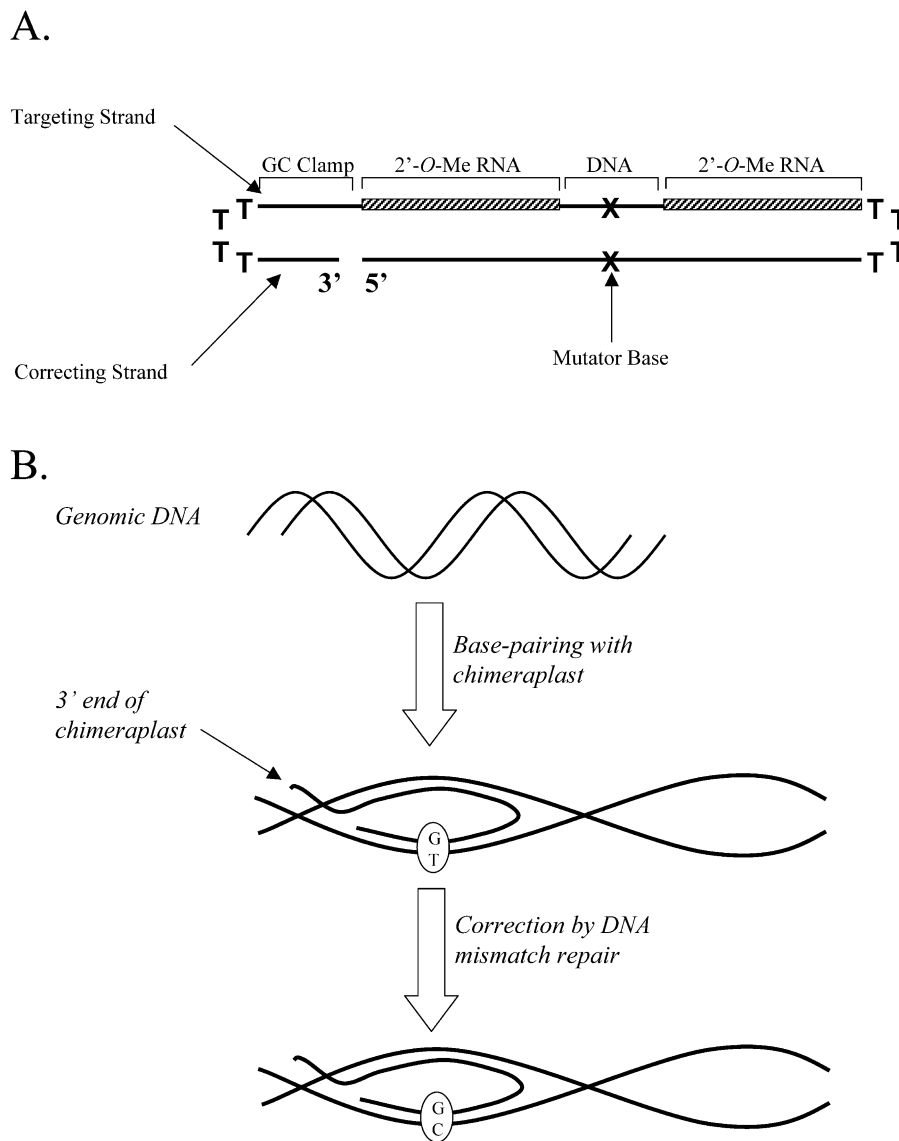 A.
Targeting Strand
GC Clamp 2’-O-Me RNA DNA 2’-O-Me RNA
T X T
T T
T T
T 3’ 5’ X T
Correcting Strand
Mutator Base
B.
Genomic DNA
Base-pairing with
chimeraplast
3’ end of
chimeraplast
G
T
Correction by DNA
mismatch repair
G
C